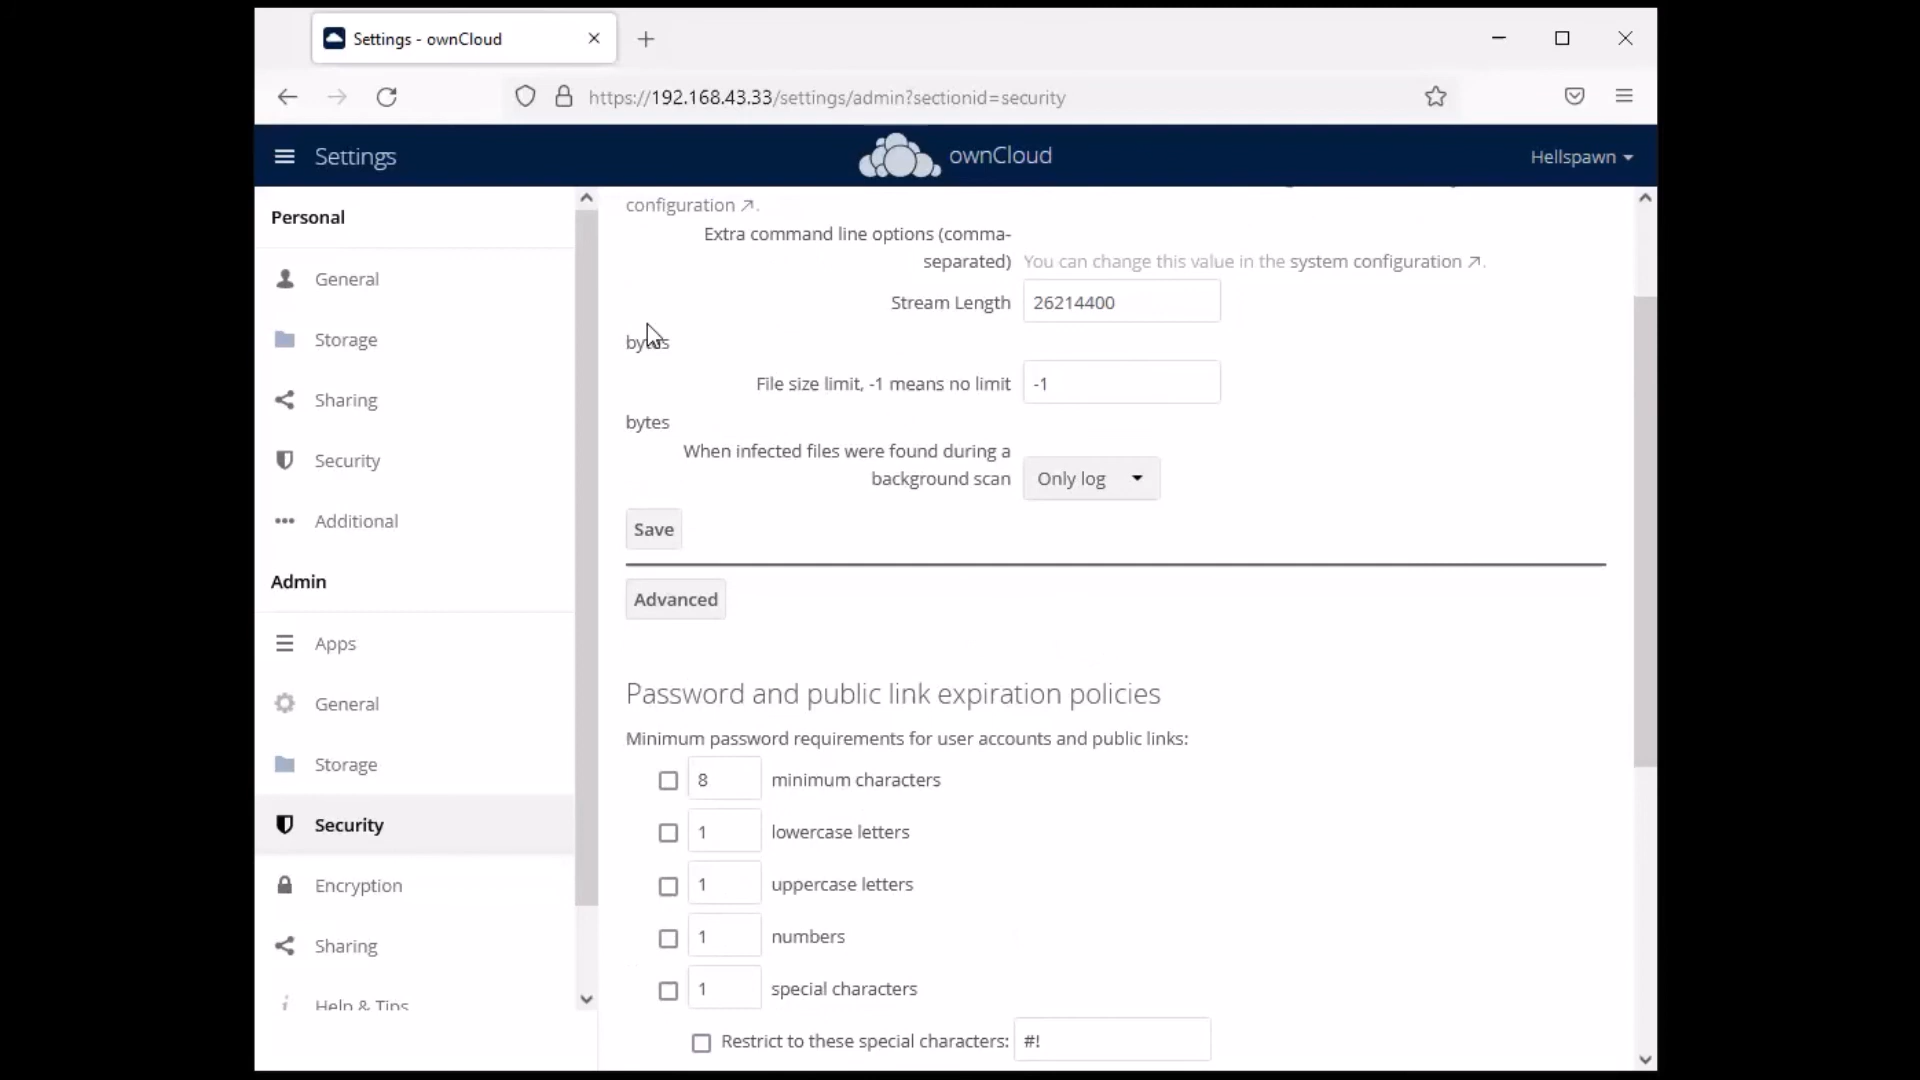 Settings - ownCloud
https://192.168.43.33/settings/admin?sectionid=security
Settings
ownCloud
Hellspawn
Personal
General
Storage
Sharing
Security
Additional
Admin
Apps
General
Storage
Security
Encryption
Sharing
Help & Tips
configuration ↗.
Extra command line options (comma-
separated) You can change this value in the system configuration ↗.
Stream Length 26214400
bytes
File size limit, -1 means no limit -1
bytes
When infected files were found during a
background scan Only log
Save
Advanced
Password and public link expiration policies
Minimum password requirements for user accounts and public links:
8 minimum characters
1 lowercase letters
1 uppercase letters
1 numbers
1 special characters
Restrict to these special characters: #!